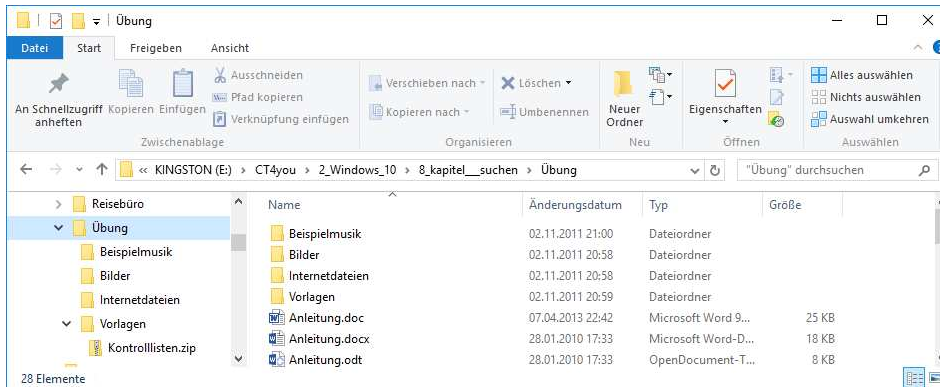 Übung
Datei Start Freigeben Ansicht
An Schnellzugriff anheften
Kopieren
Einfügen
Ausschneiden
Pfad kopieren
Verknüpfung einfügen
Zwischenablage
Verschieben nach
Kopieren nach
Löschen
Umbenennen
Organisieren
Neuer Ordner
Neu
Eigenschaften
Öffnen
Alles auswählen
Nichts auswählen
Auswahl umkehren
Auswählen
« KINGSTON (E:) › CT4you › 2_Windows_10 › 8_kapitel__suchen › Übung
"Übung" durchsuchen
Reisebüro
Übung
Beispielmusik
Bilder
Internetdateien
Vorlagen
Kontrolllisten.zip
Name Änderungsdatum Typ Größe
Beispielmusik 02.11.2011 21:00 Dateiordner
Bilder 02.11.2011 20:58 Dateiordner
Internetdateien 02.11.2011 20:58 Dateiordner
Vorlagen 02.11.2011 20:59 Dateiordner
Anleitung.doc 07.04.2013 22:42 Microsoft Word 9... 25 KB
Anleitung.docx 28.01.2010 17:33 Microsoft Word-D... 18 KB
Anleitung.odt 28.01.2010 17:33 OpenDocument-T... 8 KB
28 Elemente